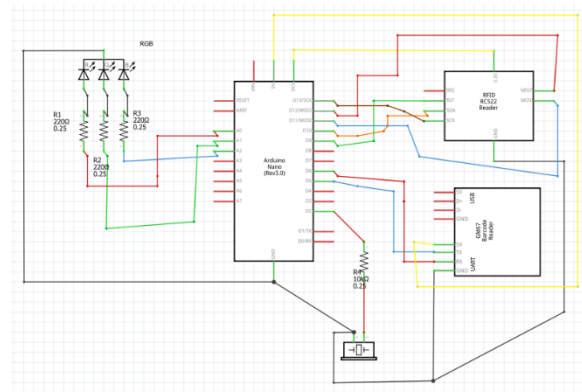 RGB
R1
220Ω
0.25
R3
220Ω
0.25
R2
220Ω
0.25
RESET
AREF
A0
A1
A2
A3
A4
A5
A6
A7
Arduino
Nano
(Rev3.0)
D13/SCK
D12/MISO
D11/MOSI
D10
D9
D8
D7
D6
D5
D4
D3
D2
D1/TX
D0/RX
GND
RFID
RC522
Reader
RST
SDA
SCK
MISO
MOSI
GND
GM67
Barcode
Reader
USB
5V
D-
D+
GND
UART
5V
TX
RX
GND
R4
10kΩ
0.25